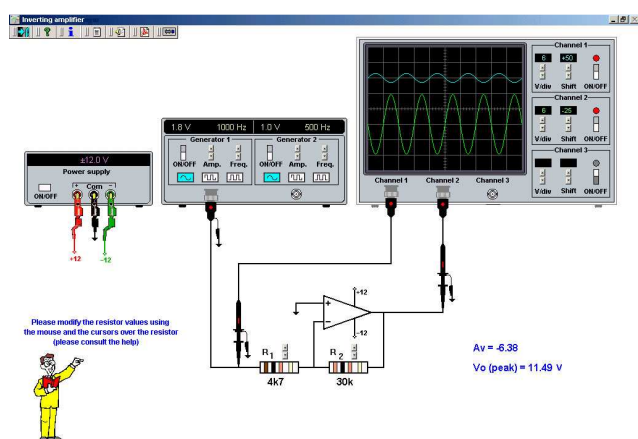 Inverting amplifier
Channel 1
6 +50
V/div Shift ON/OFF
Channel 2
6 -25
V/div Shift ON/OFF
Channel 3
V/div Shift ON/OFF
1.8 V 1000 Hz 1.0 V 500 Hz
Generator 1 Generator 2
ON/OFF Amp. Freq. ON/OFF Amp. Freq.
Channel 1 Channel 2 Channel 3
±12.0 V
Power supply
ON/OFF + Com -
+12 -12
+12
+
-
-12
Please modify the resistor values using
the mouse and the cursors over the resistor
(please consult the help)
R1 R2
4k7 30k
Av = -6.38
Vo (peak) = 11.49 V